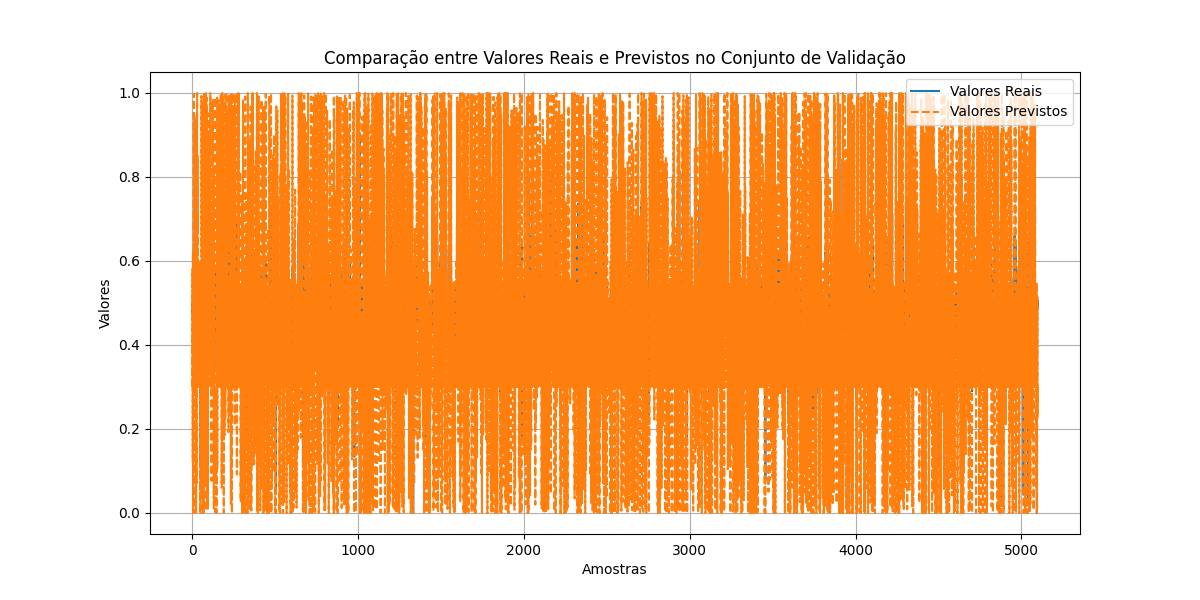 Comparação entre Valores Reais e Previstos no Conjunto de Validação
Valores Reais
Valores Previstos
1.0
0.8
0.6
0.4
0.2
0.0
Valores
0 1000 2000 3000 4000 5000
Amostras